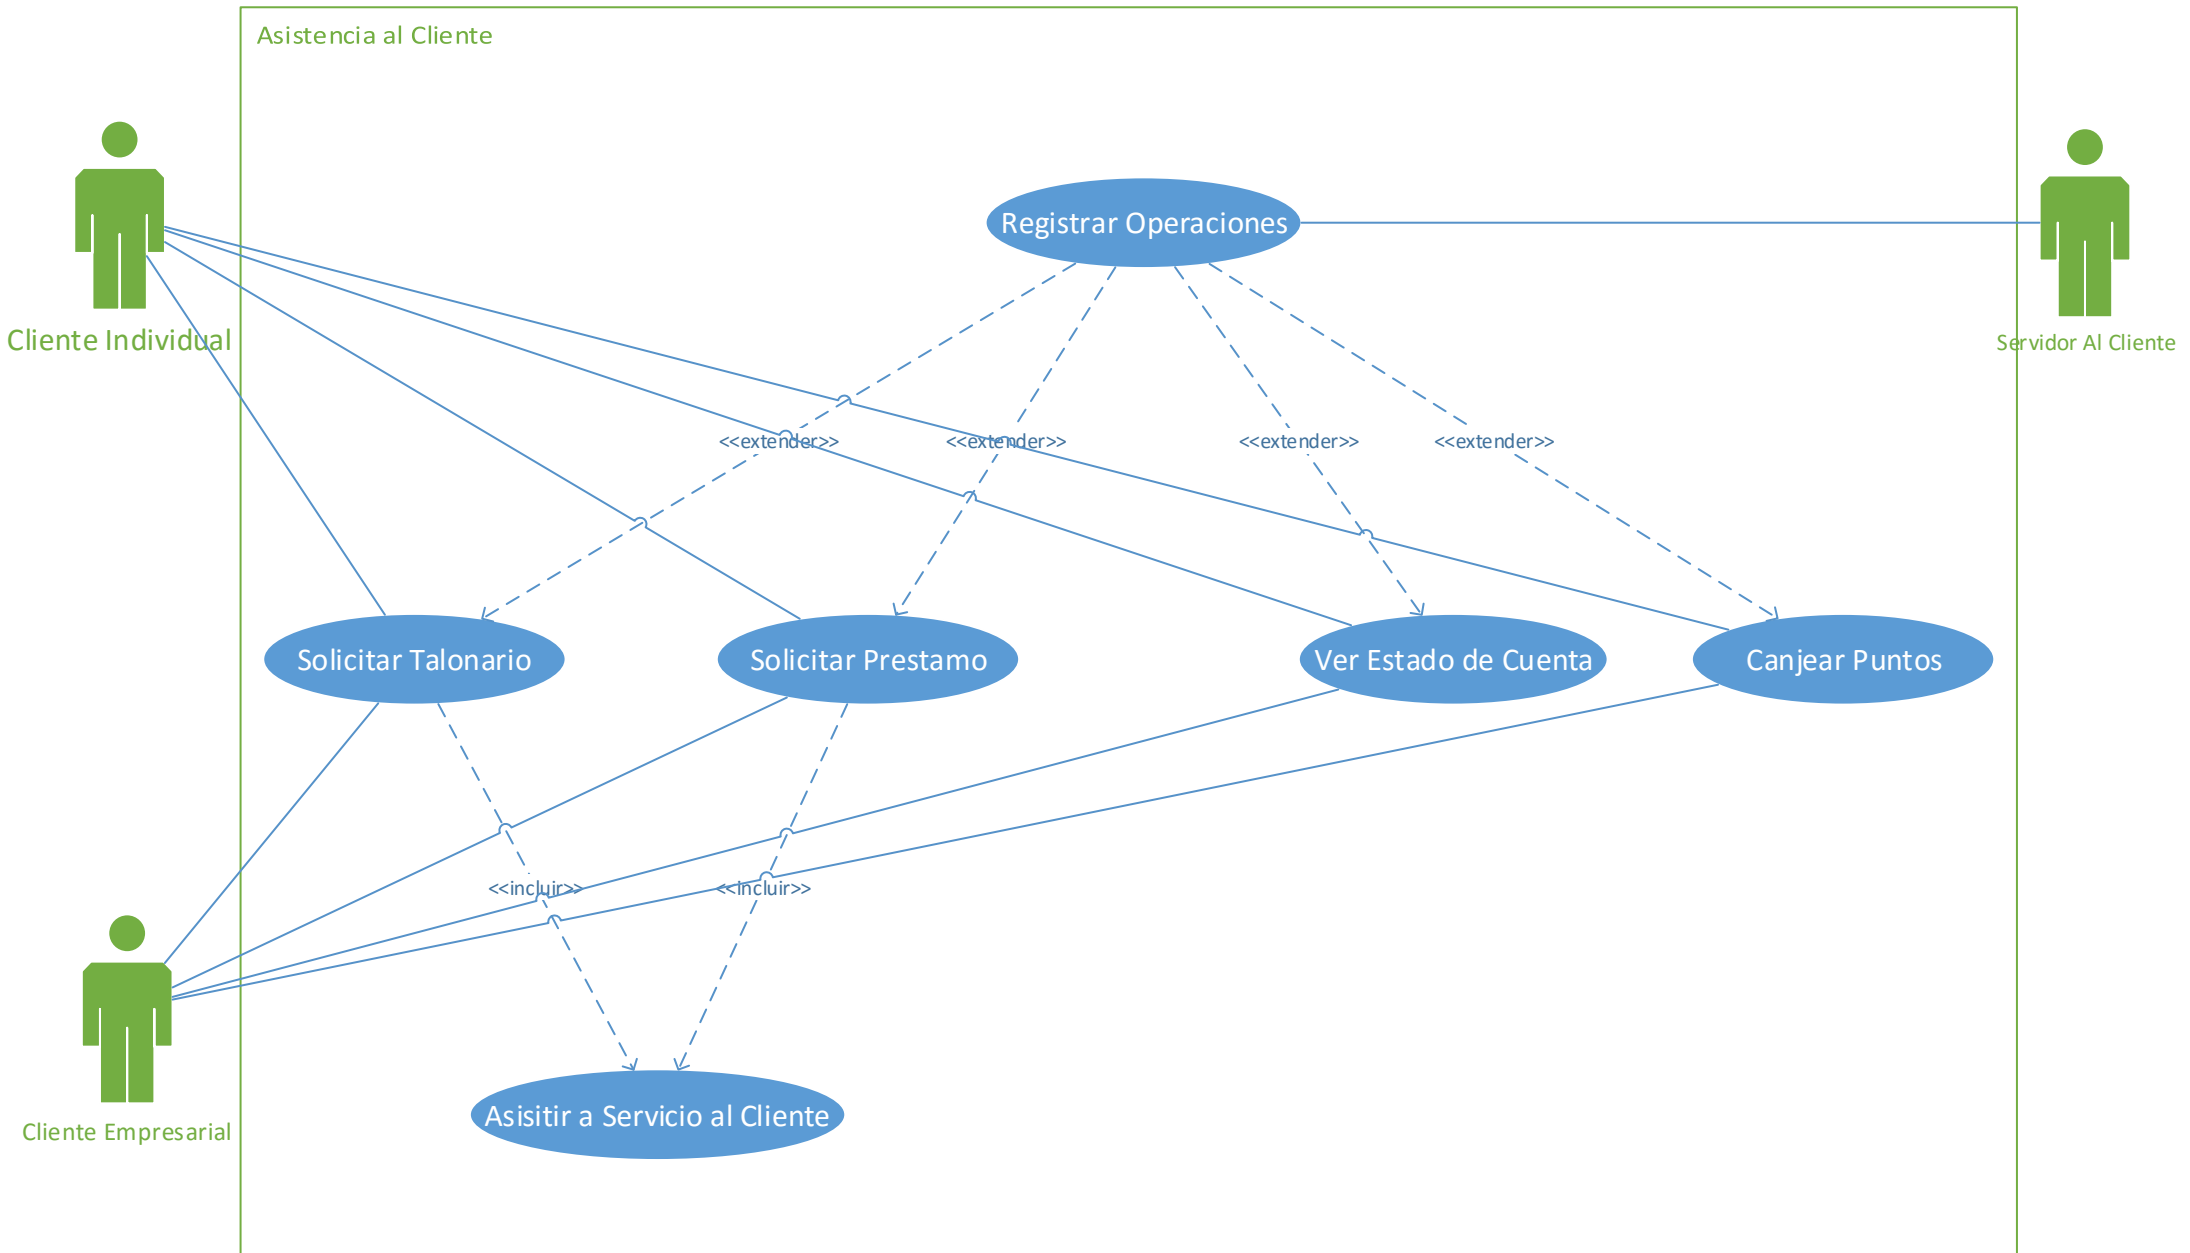 Asistencia al Cliente
Registrar Operaciones
Cliente Individual
Servidor Al Cliente
<<extender>>
<<extender>>
<<extender>>
<<extender>>
Solicitar Talonario
Solicitar Prestamo
Ver Estado de Cuenta
Canjear Puntos
<<incluir>>
<<incluir>>
Asisitir a Servicio al Cliente
Cliente Empresarial